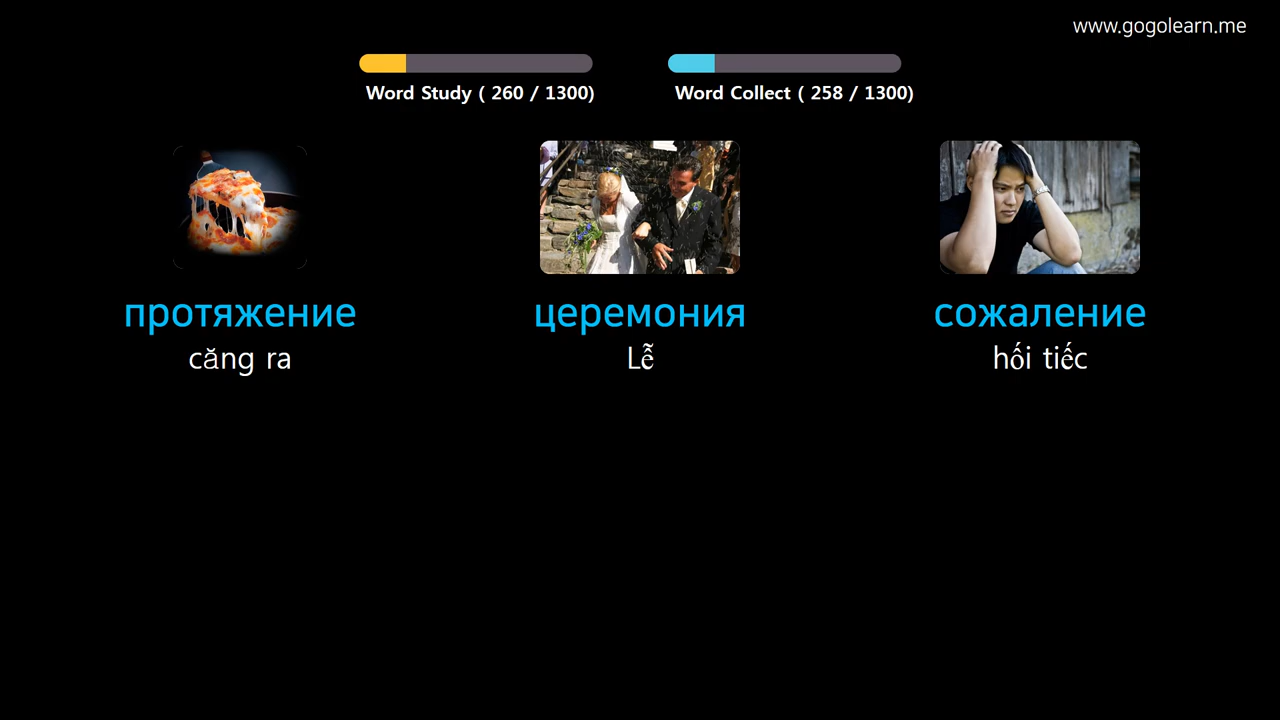 www.gogolearn.me
Word Study ( 260 / 1300)
Word Collect ( 258 / 1300)
протяжение
căng ra
церемония
Lễ
сожаление
hối tiếc